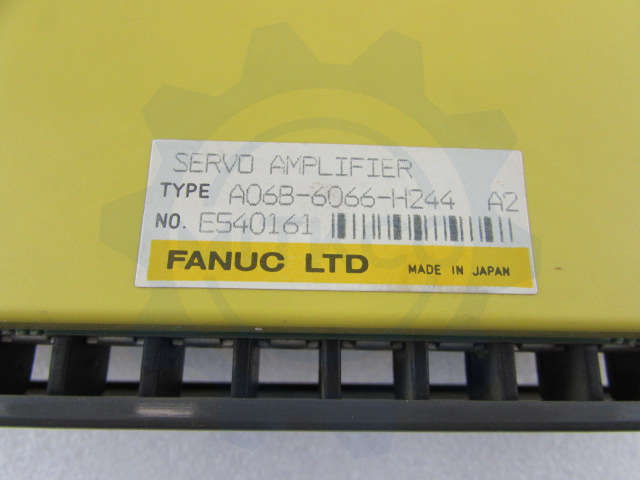 SERVO AMPLIFIER
TYPE A06B-6066-H244 A2
NO. E540161
FANUC LTD MADE IN JAPAN